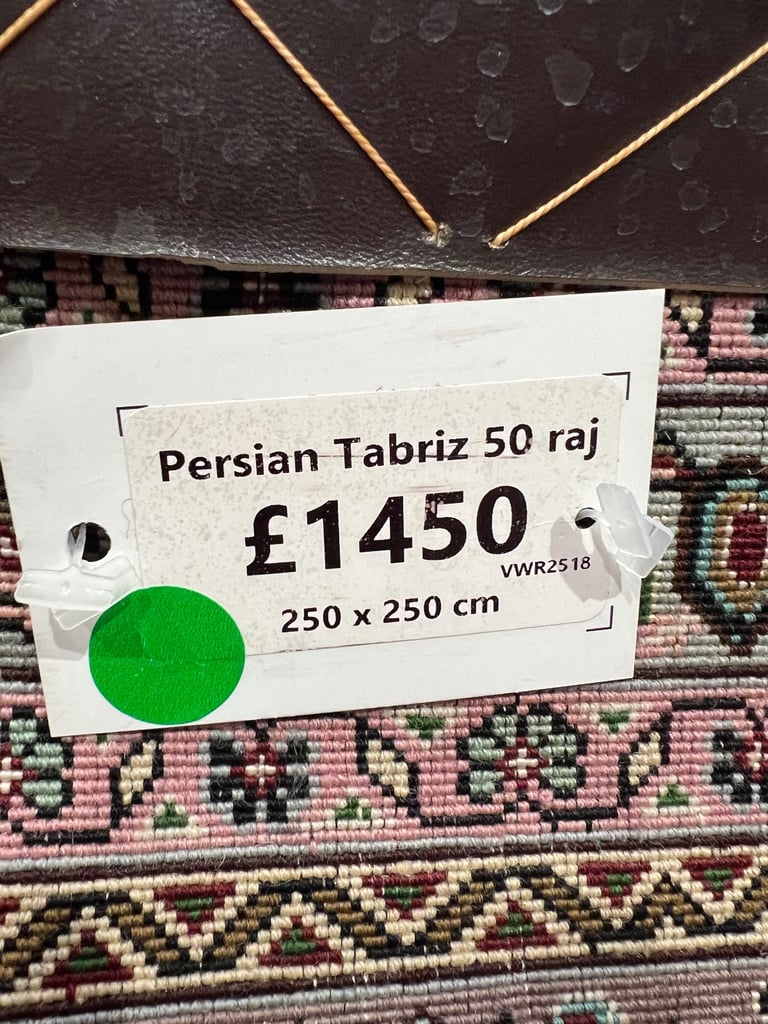 Persian Tabriz 50 raj
£1450
VWR2518
250 x 250 cm